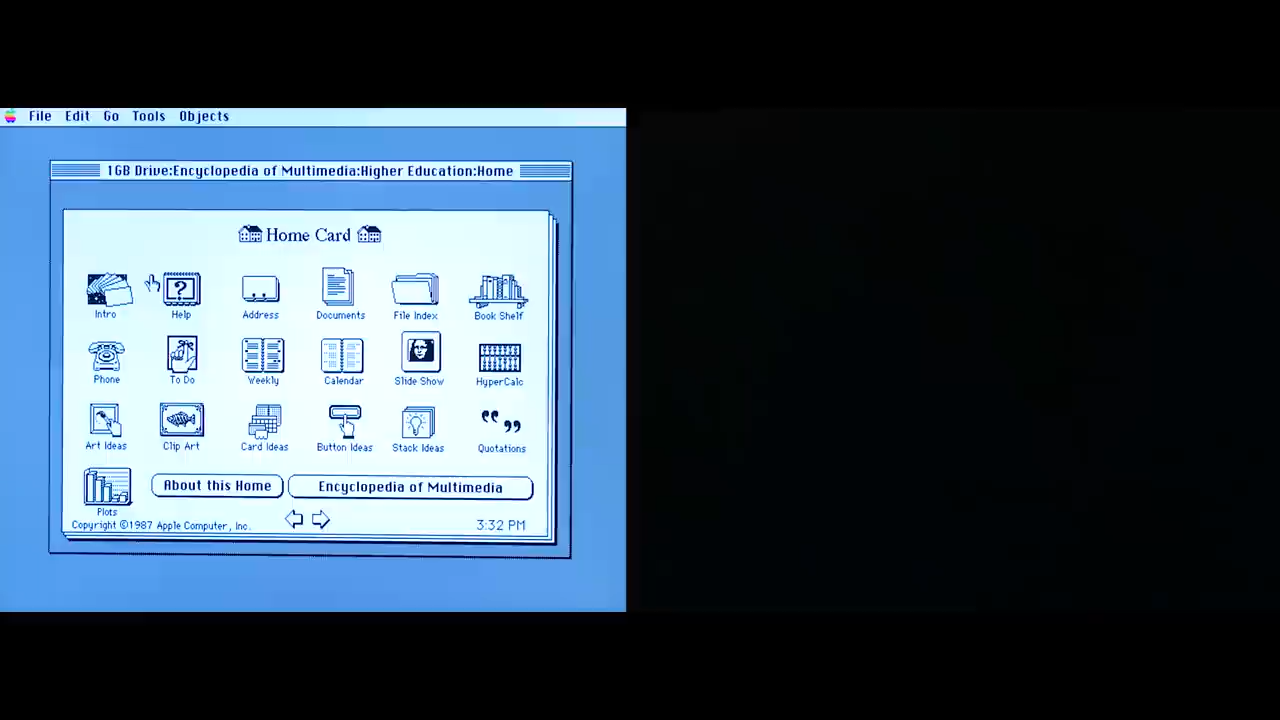 File Edit Go Tools Objects
1GB Drive:Encyclopedia of Multimedia:Higher Education:Home
Home Card
Intro Help Address Documents File Index Book Shelf
Phone To Do Weekly Calendar Slide Show HyperCalc
Art Ideas Clip Art Card Ideas Button Ideas Stack Ideas Quotations
Plots
About this Home Encyclopedia of Multimedia
Copyright ©1987 Apple Computer, Inc. 3:32 PM